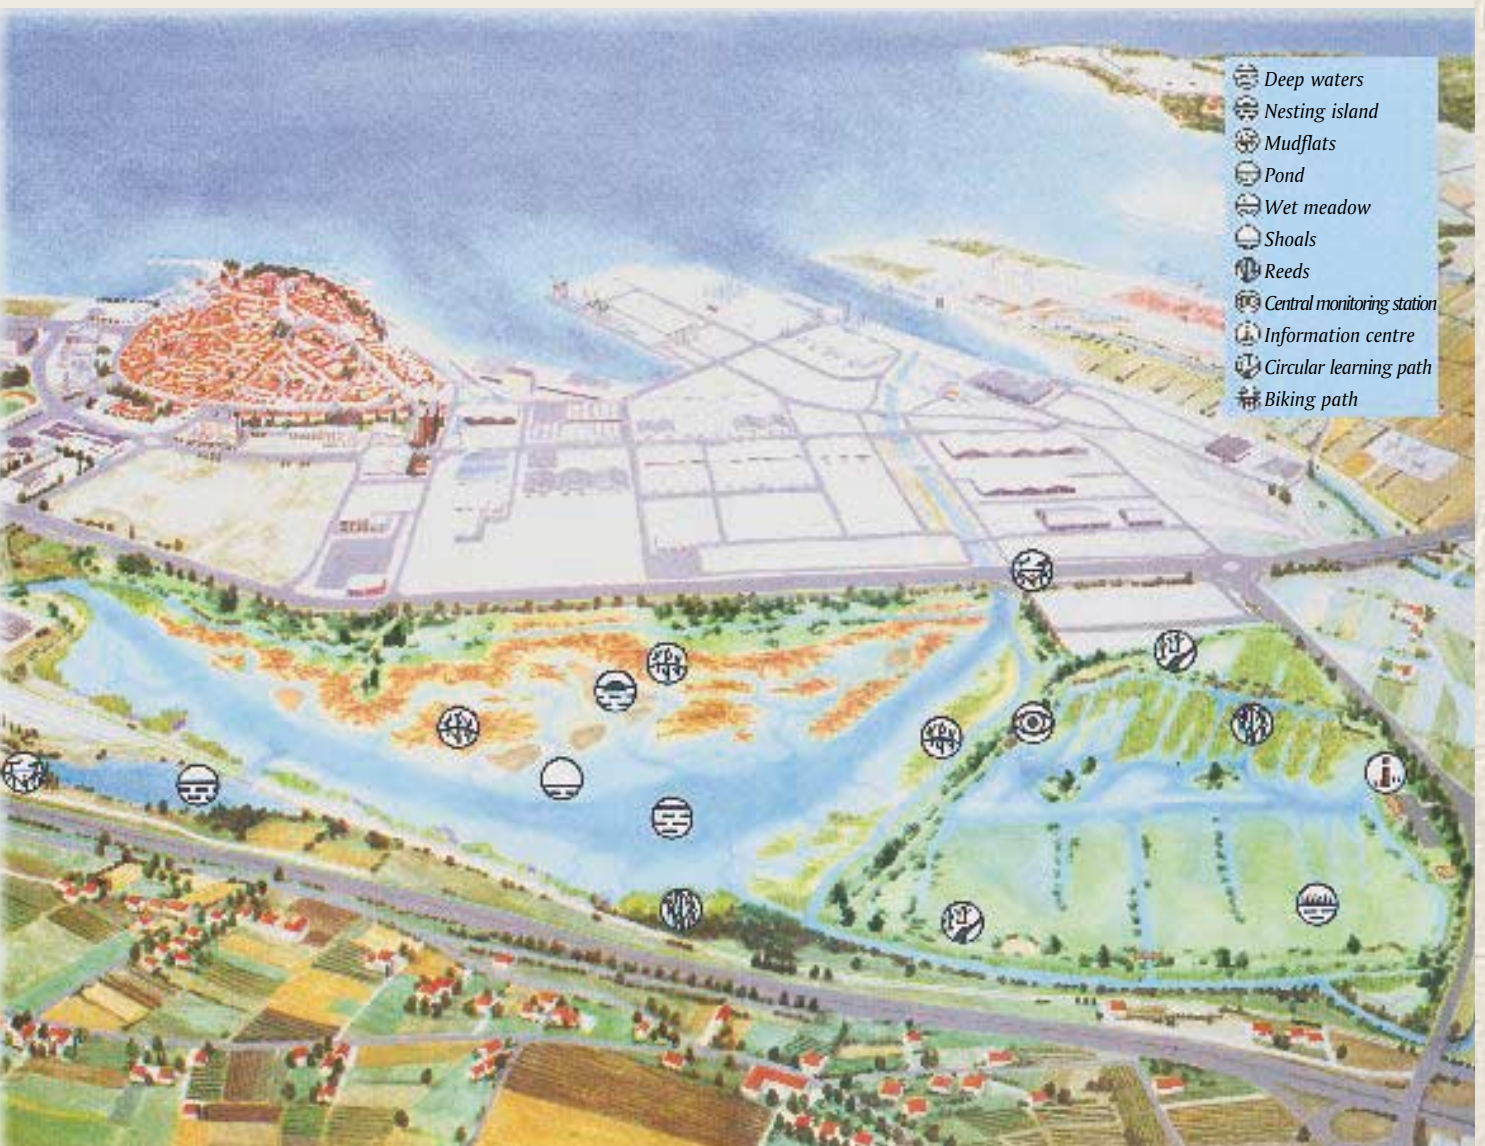 Deep waters
Nesting island
Mudflats
Pond
Wet meadow
Shoals
Reeds
Central monitoring station
Information centre
Circular learning path
Biking path